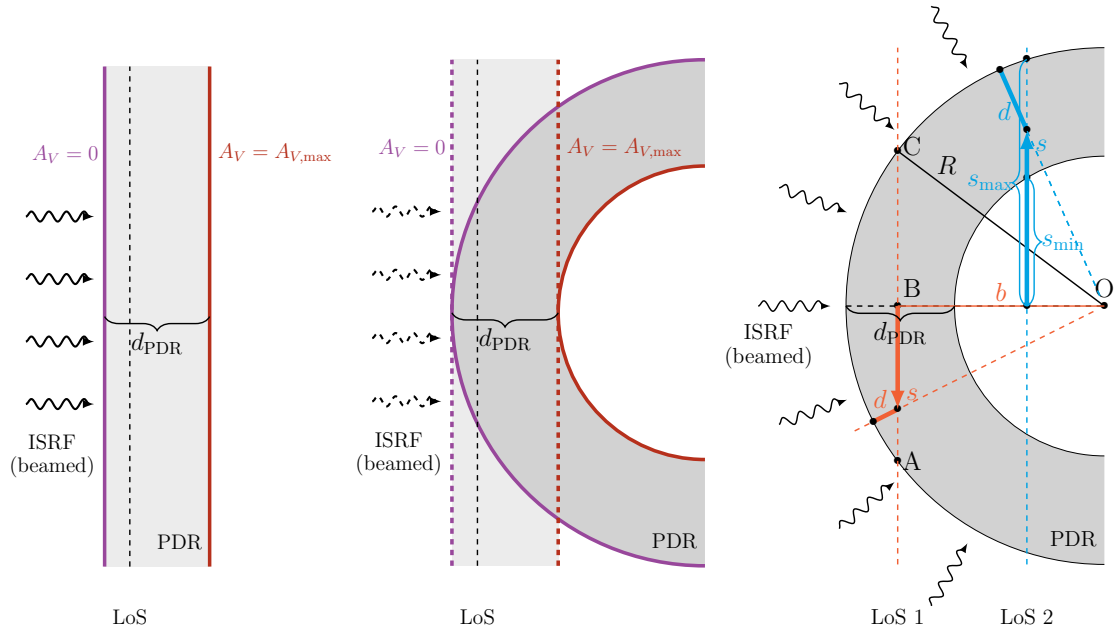 A_V = 0
A_V = A_V,max
d_PDR
ISRF
(beamed)
PDR
LoS
A_V = 0
A_V = A_V,max
d_PDR
ISRF
(beamed)
PDR
LoS
C
R
d
s
s_max
s_min
B
b
O
d_PDR
ISRF
(beamed)
d
s
A
PDR
LoS 1
LoS 2